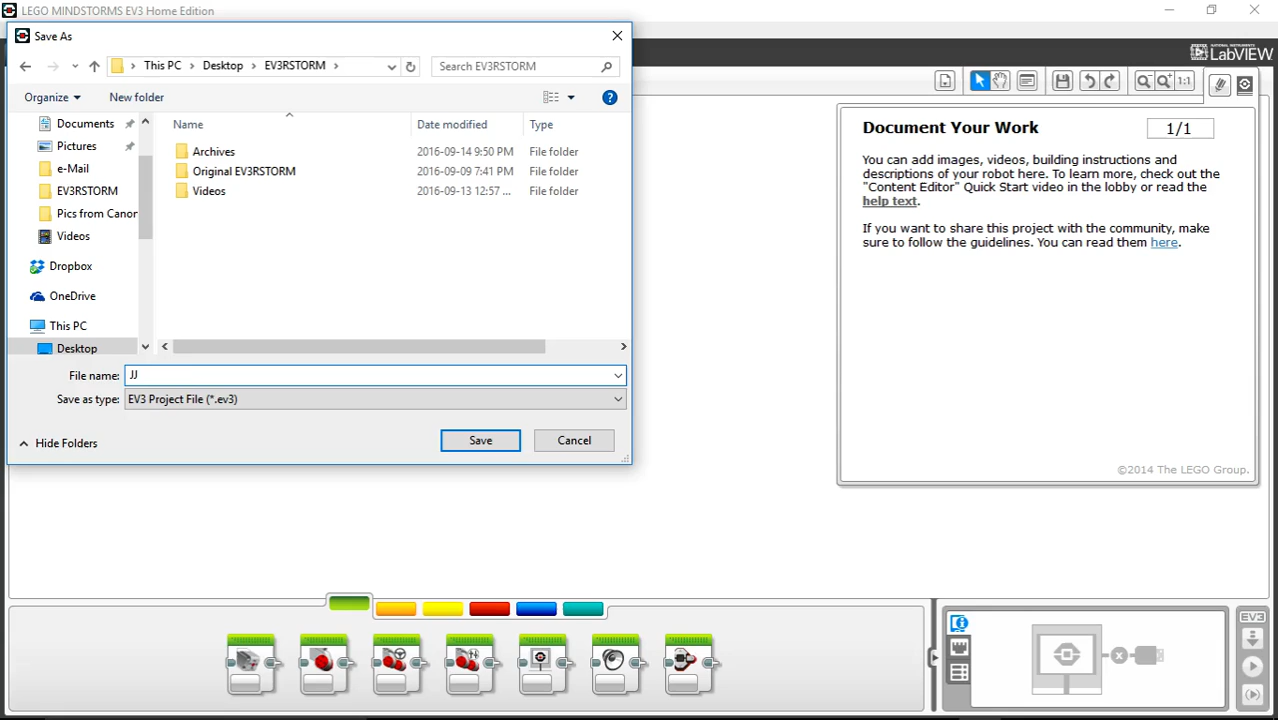 LEGO MINDSTORMS EV3 Home Edition
Save As
This PC > Desktop > EV3RSTORM >
Search EV3RSTORM
NATIONAL INSTRUMENTS
LabVIEW
Organize
New folder
1:1
Name
Date modified
Type
Documents
Pictures
e-Mail
EV3RSTORM
Pics from Canor
Videos
Dropbox
OneDrive
This PC
Desktop
Archives 2016-09-14 9:50 PM File folder
Original EV3RSTORM 2016-09-09 7:41 PM File folder
Videos 2016-09-13 12:57 ... File folder
File name: JJ
Save as type: EV3 Project File (*.ev3)
Hide Folders
Save
Cancel
Document Your Work
1/1
You can add images, videos, building instructions and
descriptions of your robot here. To learn more, check out the
"Content Editor" Quick Start video in the lobby or read the
help text.
If you want to share this project with the community, make
sure to follow the guidelines. You can read them here.
©2014 The LEGO Group.
EV3